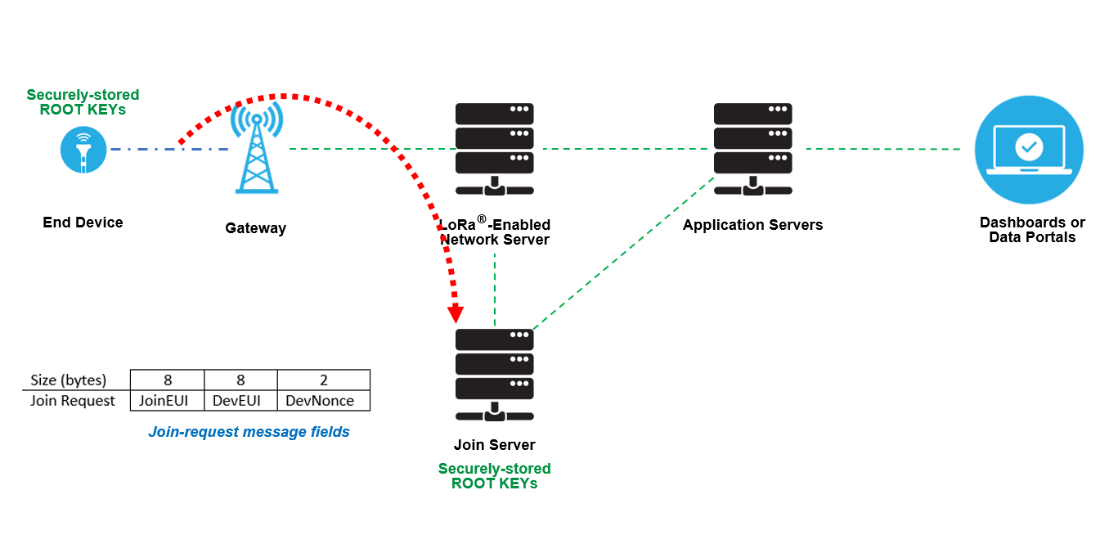 Securely-stored
ROOT KEYs
End Device
Gateway
LoRa®-Enabled
Network Server
Application Servers
Dashboards or
Data Portals
Size (bytes) 8 8 2
Join Request JoinEUI DevEUI DevNonce
Join-request message fields
Join Server
Securely-stored
ROOT KEYs